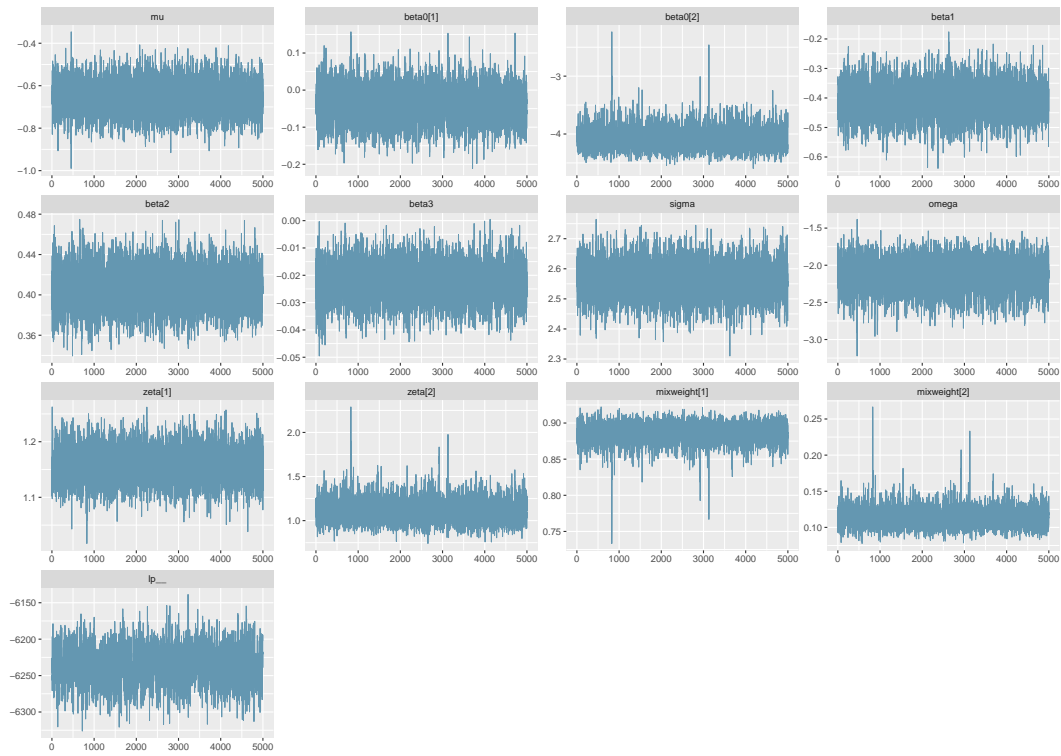 mu
beta0[1]
beta0[2]
beta1
−0.4
−0.6
−0.8
−1.0
0.1
0.0
−0.1
−0.2
−3
−4
−0.2
−0.3
−0.4
−0.5
−0.6
0 1000 2000 3000 4000 5000
0 1000 2000 3000 4000 5000
0 1000 2000 3000 4000 5000
0 1000 2000 3000 4000 5000
beta2
beta3
sigma
omega
0.48
0.44
0.40
0.36
0.00
−0.01
−0.02
−0.03
−0.04
−0.05
2.7
2.6
2.5
2.4
2.3
−1.5
−2.0
−2.5
−3.0
0 1000 2000 3000 4000 5000
0 1000 2000 3000 4000 5000
0 1000 2000 3000 4000 5000
0 1000 2000 3000 4000 5000
zeta[1]
zeta[2]
mixweight[1]
mixweight[2]
1.2
1.1
2.0
1.5
1.0
0.90
0.85
0.80
0.75
0.25
0.20
0.15
0.10
0 1000 2000 3000 4000 5000
0 1000 2000 3000 4000 5000
0 1000 2000 3000 4000 5000
0 1000 2000 3000 4000 5000
lp__
−6150
−6200
−6250
−6300
0 1000 2000 3000 4000 5000